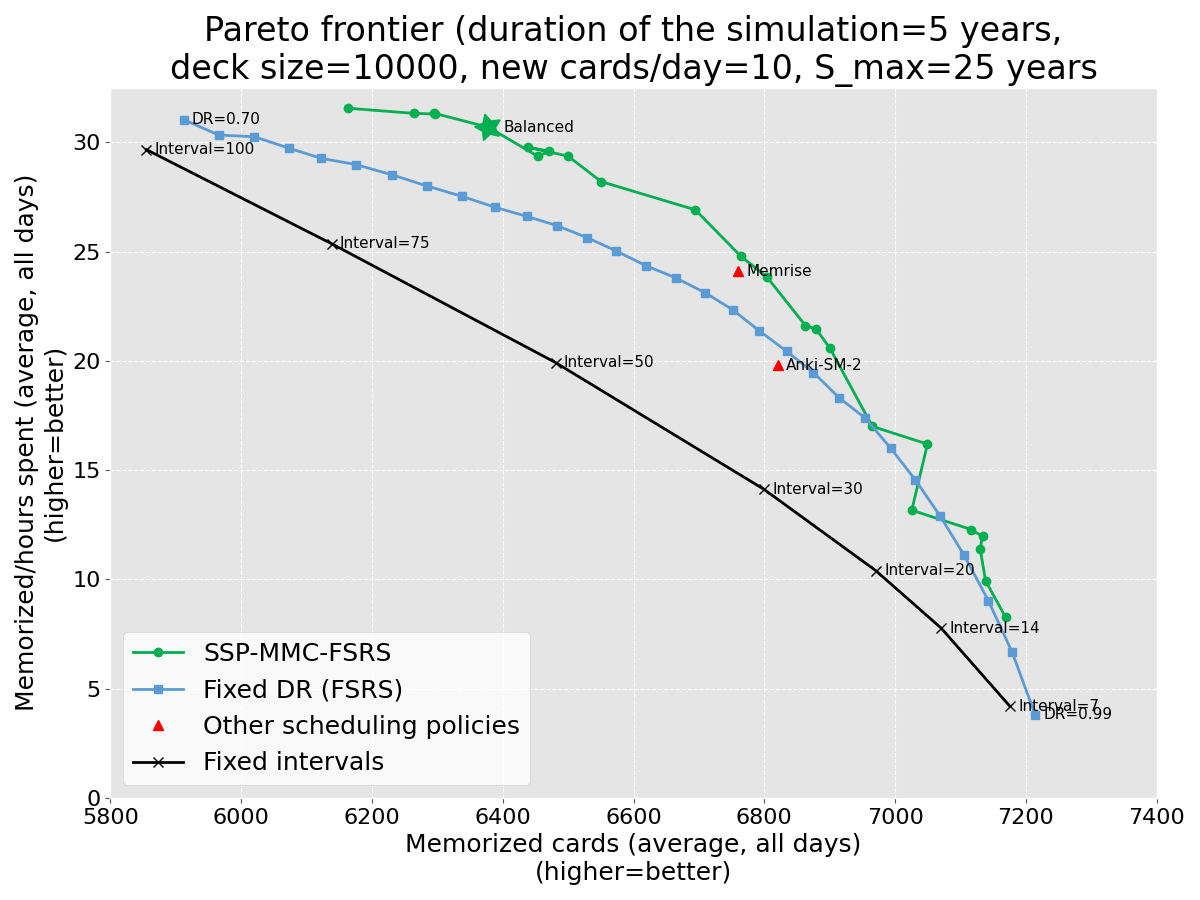 Pareto frontier (duration of the simulation=5 years,
deck size=10000, new cards/day=10, S_max=25 years
Memorized/hours spent (average, all days)
(higher=better)
30
25
20
15
10
5
0
DR=0.70
Interval=100
Balanced
Interval=75
Memrise
Interval=50
Anki-SM-2
Interval=30
Interval=20
Interval=14
Interval=7
DR=0.99
SSP-MMC-FSRS
Fixed DR (FSRS)
Other scheduling policies
Fixed intervals
5800 6000 6200 6400 6600 6800 7000 7200 7400
Memorized cards (average, all days)
(higher=better)